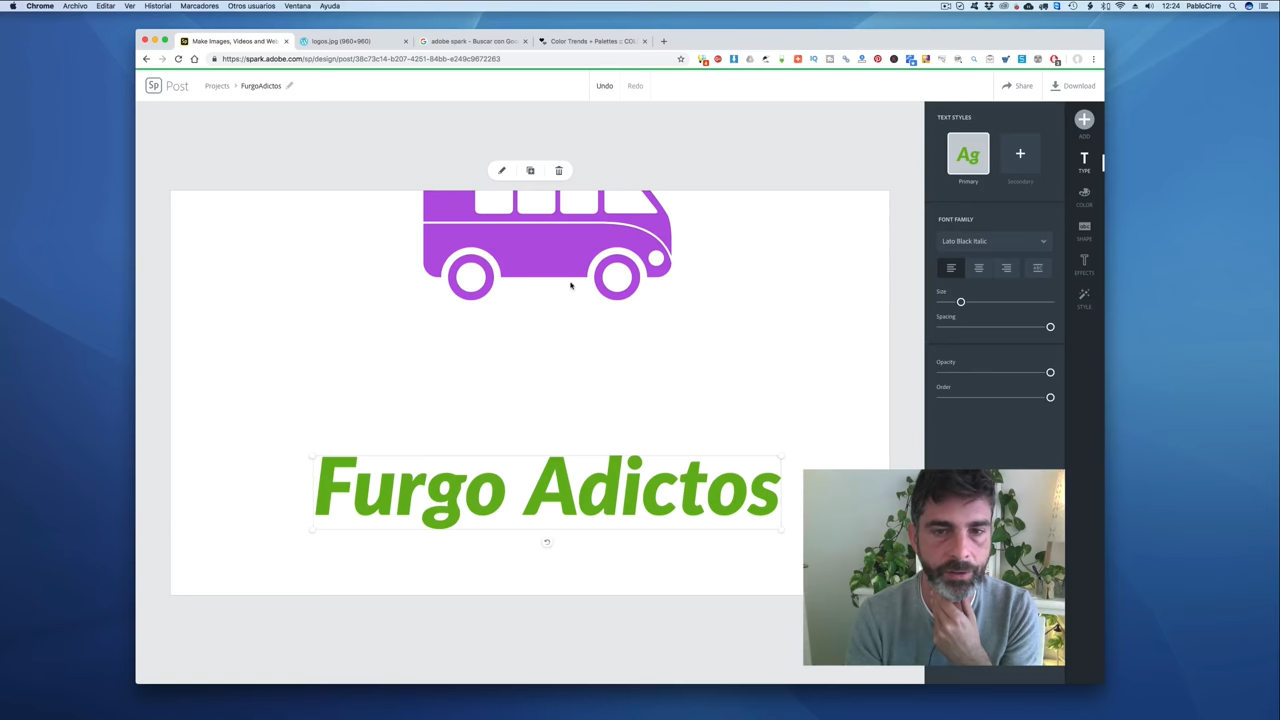 Chrome Archivo Editar Ver Historial Marcadores Otros usuarios Ventana Ayuda
12:24 PabloCirre
Make Images, Videos and Web
logos.jpg (960×960)
adobe spark - Buscar con Goo
Color Trends + Palettes :: COL
https://spark.adobe.com/sp/design/post/38c73c14-b207-4251-84bb-e249c9672263
Sp Post Projects FurgoAdictos Undo Redo Share Download
TEXT STYLES
Ag
Primary
Secondary
FONT FAMILY
Lato Black Italic
Size
Spacing
Opacity
Order
ADD
T
TYPE
COLOR
SHAPE
EFFECTS
STYLE
Furgo Adictos